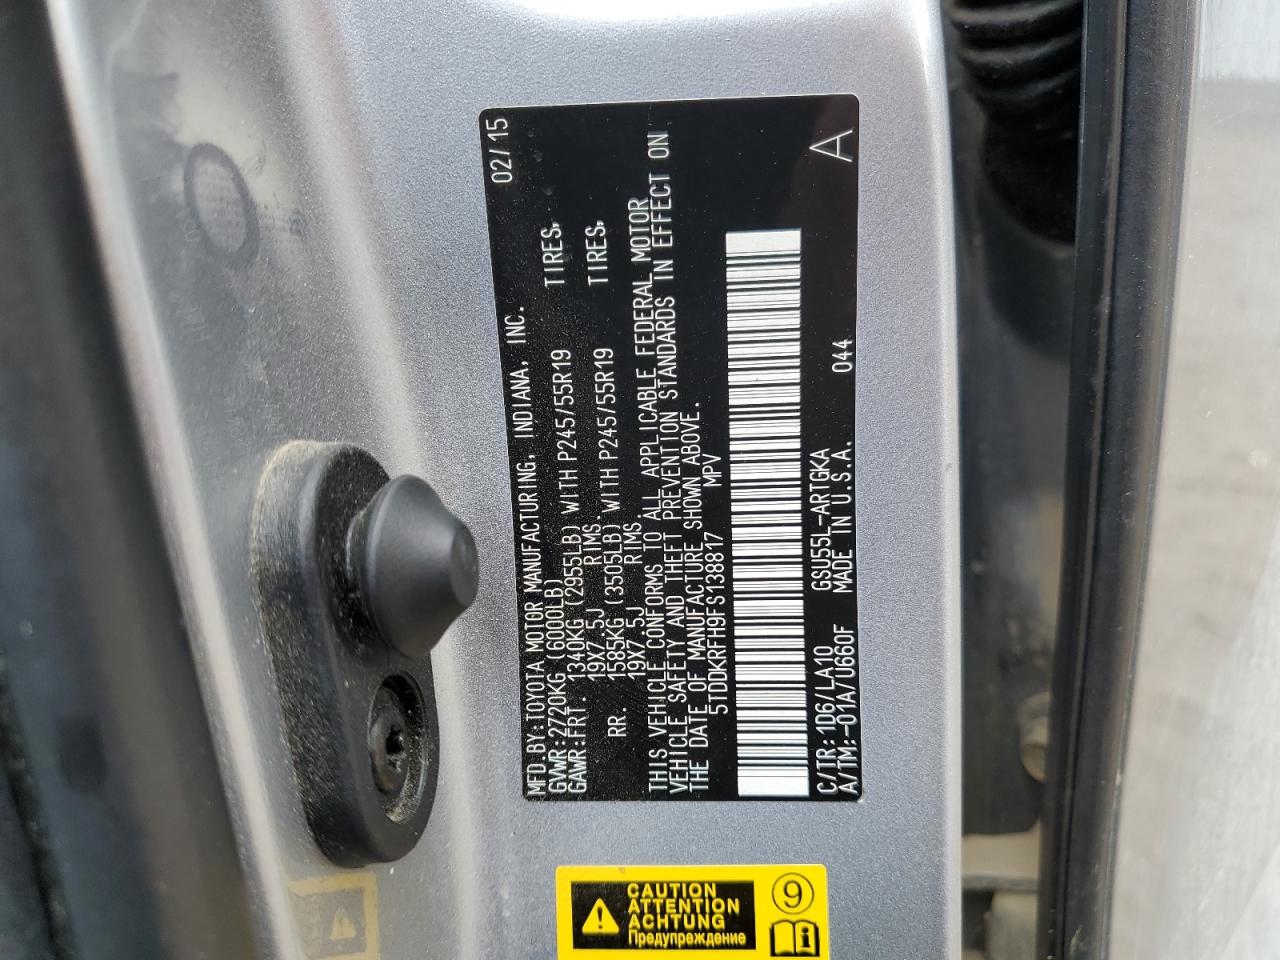 MFD.BY:TOYOTA MOTOR MANUFACTURING, INDIANA, INC. 02/15
GVWR:2720KG (6000LB)
GAWR:FRT. 1340KG (2955LB) WITH P245/55R19 TIRES,
19X7.5J RIMS.
RR. 1585KG (3505LB) WITH P245/55R19 TIRES,
19X7.5J RIMS.
THIS VEHICLE CONFORMS TO ALL APPLICABLE FEDERAL MOTOR
VEHICLE SAFETY AND THEFT PREVENTION STANDARDS IN EFFECT ON
THE DATE OF MANUFACTURE SHOWN ABOVE.
5TDDKRFH9FS138817 MPV
C/TR:1D6/LA10 GSU55L-ARTGKA 044
A/TM:-01A/U660F MADE IN U.S.A. A
CAUTION
ATTENTION
ACHTUNG
Предупреждение
9
i